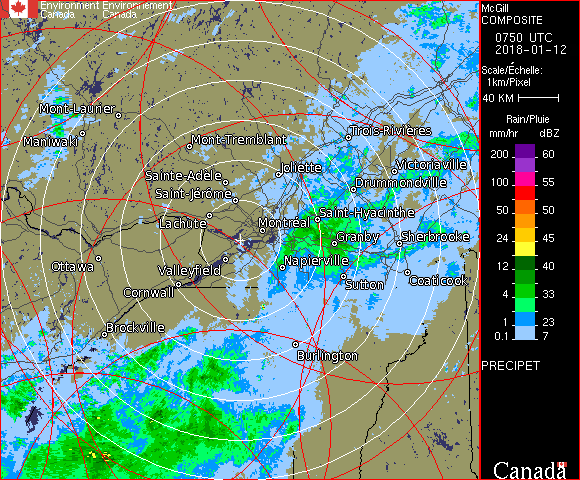 Environment Environnement
Canada Canada
McGill
COMPOSITE
0750 UTC
2018-01-12
Scale/Échelle:
1km/Pixel
40 KM
Rain/Pluie
mm/hr dBZ
200 60
100 55
50 50
24 45
12 40
4 33
1 23
0.1 7
PRECIPET
Canada
Mont-Laurier
Maniwaki
Mont-Tremblant
Trois-Rivières
Joliette
Victoriaville
Sainte-Adèle
Drummondville
Saint-Jérôme
Lachute
Saint-Hyacinthe
Montréal
Granby
Sherbrooke
Ottawa
Valleyfield
Napierville
Coaticook
Sutton
Cornwall
Brockville
Burlington